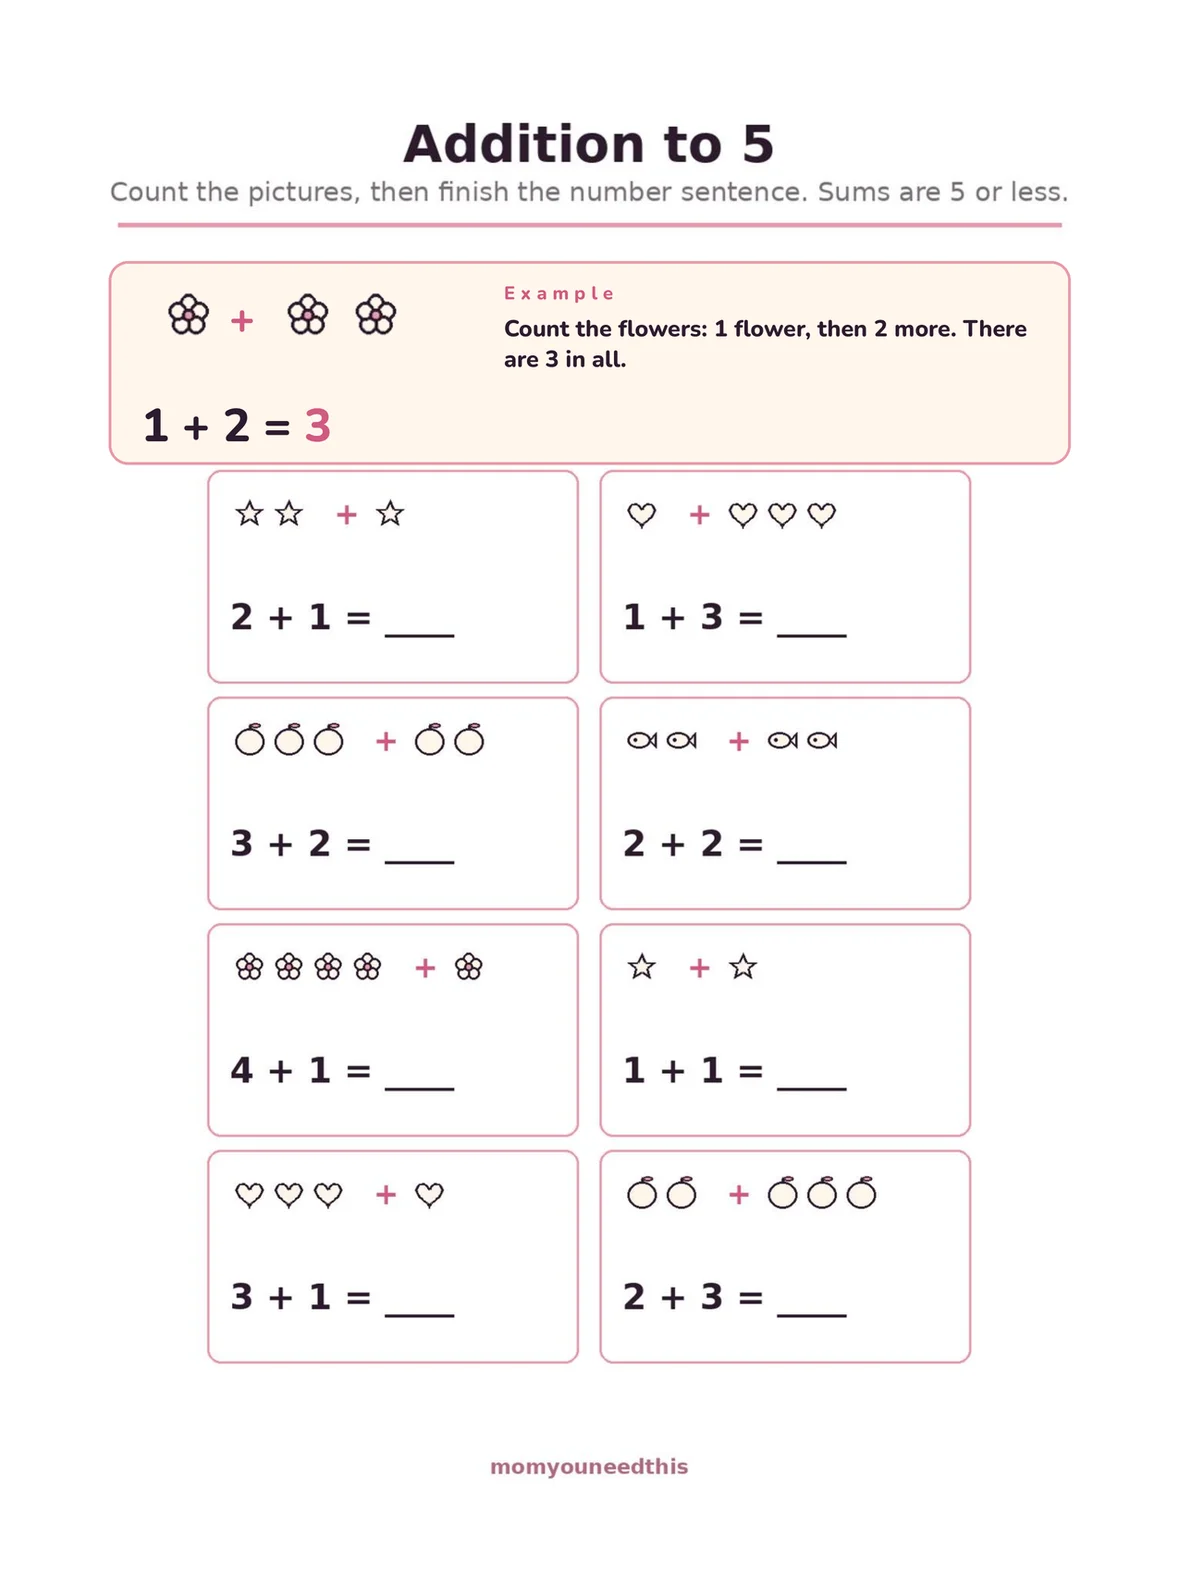 Addition to 5
Count the pictures, then finish the number sentence. Sums are 5 or less.
+
Example
Count the flowers: 1 flower, then 2 more. There
are 3 in all.
1 + 2 = 3
+
2 + 1 = ____
+
1 + 3 = ____
+
3 + 2 = ____
+
2 + 2 = ____
+
4 + 1 = ____
+
1 + 1 = ____
+
3 + 1 = ____
+
2 + 3 = ____
momyouneedthis